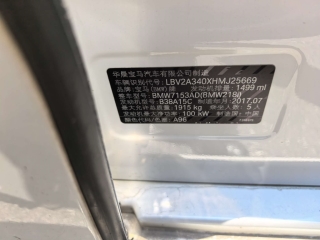 华晨宝马汽车有限公司制造
车辆识别代号 LBV2A340XHMJ25669
品牌 宝马 (BMW) 牌 发动机排量 1499 ml
整车型号 BMW7153AD(BMW218i)
发动机型号 B38A15C 制造年月 2017.07
最大允许总质量 1915 kg 乘坐人数 5 人
发动机最大净功率 100 kW 中国制造
颜色代码 A96